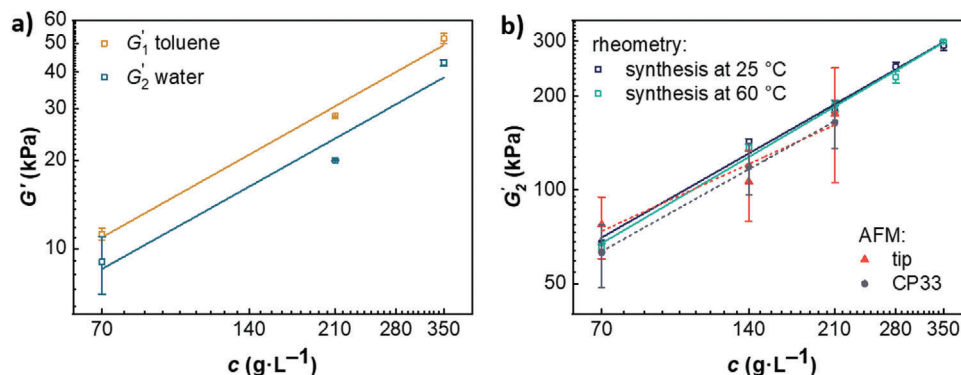 a)
G′ (kPa)
60
50
40
30
20
10
G′₁ toluene
G′₂ water
70
140
210
280
350
c (g·L⁻¹)
b)
G′₂ (kPa)
300
200
100
50
rheometry:
synthesis at 25 °C
synthesis at 60 °C
AFM:
tip
CP33
70
140
210
280
350
c (g·L⁻¹)